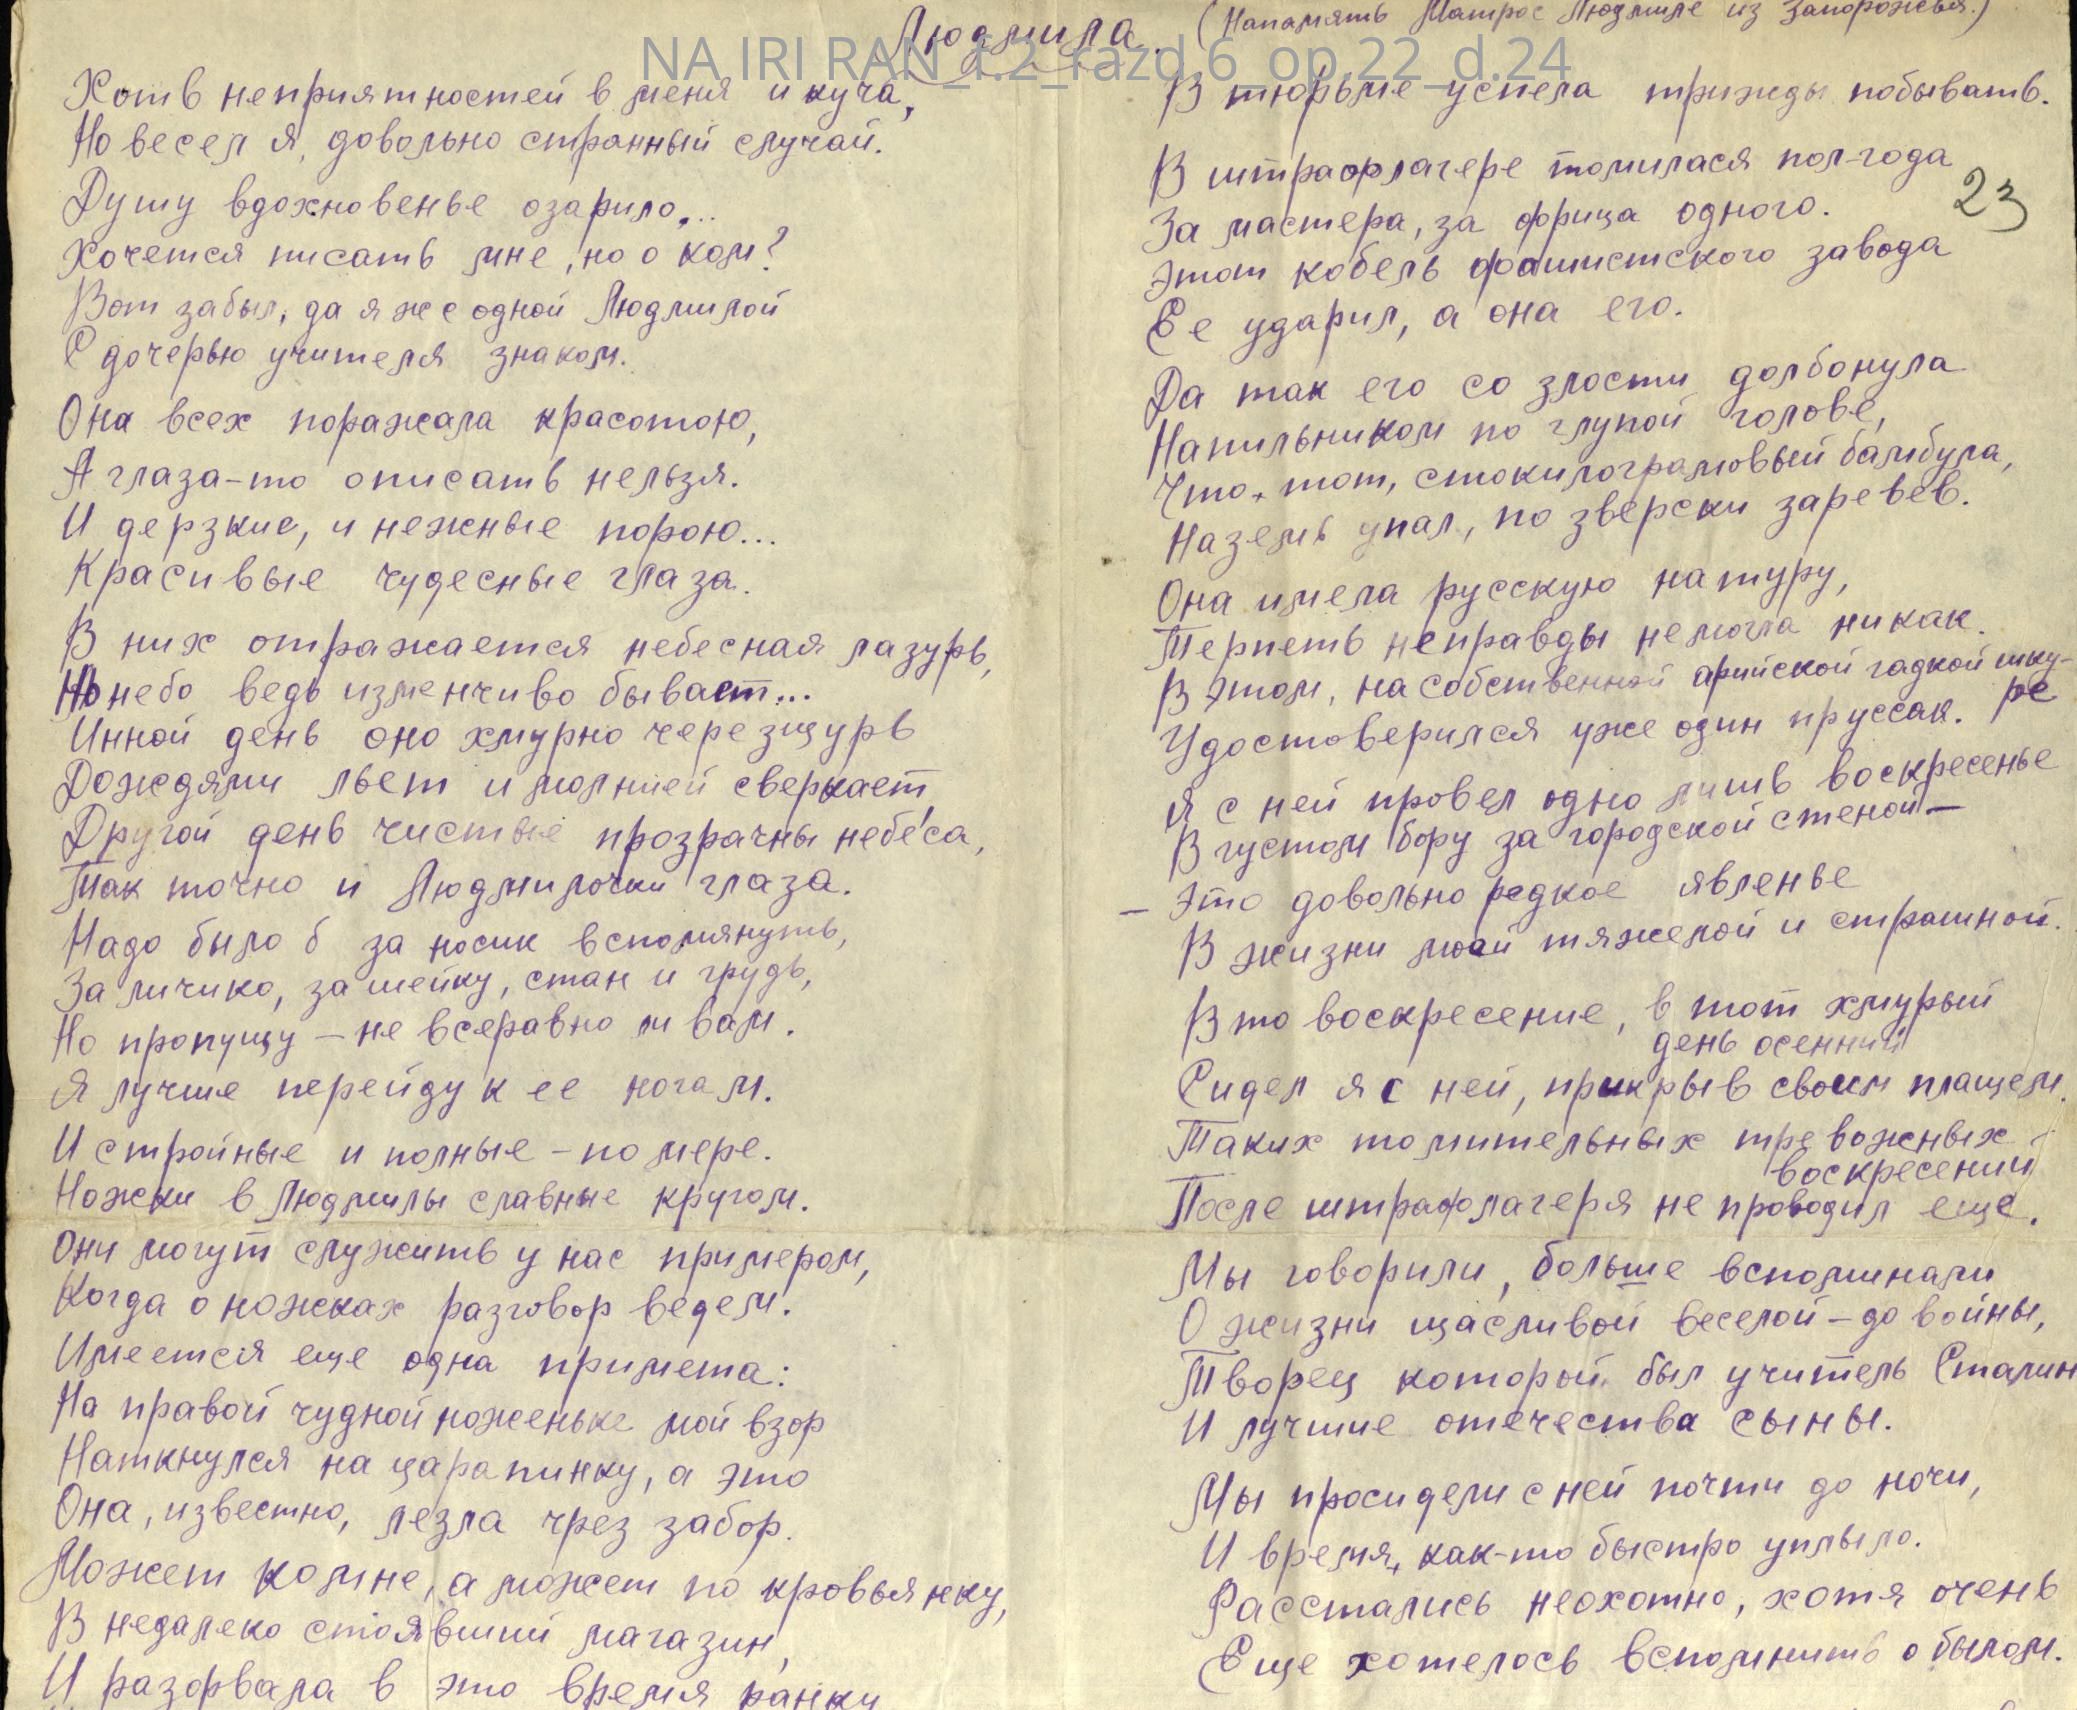 Людмила. (Напамять Матрос Людмиле из Запорожья.)
NA IRI RAN_f.2_razd.6_op.22_d.24
Хоть неприятностей в меня и куча,
Но весел я, довольно странный случай.
Душу вдохновенье озарило...
Хочется писать мне, но о ком?
Вот забыл, да я же с одной Людмилой
С дочерью учителя знаком.
Она всех поражала красотою,
А глаза-то описать нельзя.
И дерзкие, и нежные порою...
Красивые чудесные глаза.
В них отражается небесная лазурь,
Но небо ведь изменчиво бывает...
Инной день оно хмурно черезщурь
Дождями льет и молнией сверкает
Другой день чистые прозрачны небе́са,
Так точно и Людмилочки глаза.
Надо было б за носик вспомянуть,
За личико, за шейку, стан и грудь,
Но пропущу – не всеравно ли вам.
Я лучше перейду к ее ногам.
И стройные и полные – по мере.
Ножки в Людмилы славные кругом.
Они могут служить у нас примером,
Когда о ножках разговор ведем.
Имеется еще одна примета:
На правой чудной ноженьке мой взор
Наткнулся на царапинку, а это
Она, известно, лезла чрез забор.
Может ко мне, а может по кровьянку,
В недалеко стоявший магазин,
И разорвала в это время ранку
В тюрьме успела трижды побывать.
23
В штрафлагере томилася пол-года
За мастера, за фрица одного.
Этот кобель фашистского завода
Ее ударил, а она его.
Да так его со злости долбонула
Напильником по глупой голове,
Что, тот, стокилограмовый бамбула,
Наземь упал, по зверски заревев.
Она имела русскую натуру,
Терпеть неправды немогла никак.
В этом, на собственной арийской гадкой шку-
ре
Удостоверился уже один пруссак.
Я с ней провел одно лишь воскресенье
В густом бору за городской стеной –
– Это довольно редкое явленье
В жизни моей тяжелой и страшной.
В то воскресение, в тот хмурый
день осенний
Сидел я с ней, прикрыв своим плащем.
Таких томительных тревожных
воскресений
После штрафлагеря не проводил еще.
Мы говорили, больше вспоминали
О жизни щасливой веселой – до войны,
Творец которой был учитель Сталин
И лучшие отечества сыны.
Мы просидели с ней почти до ночи,
И время, как-то быстро уплыло.
Расстались неохотно, хотя очень
Еще хотелось вспомнить о былом.